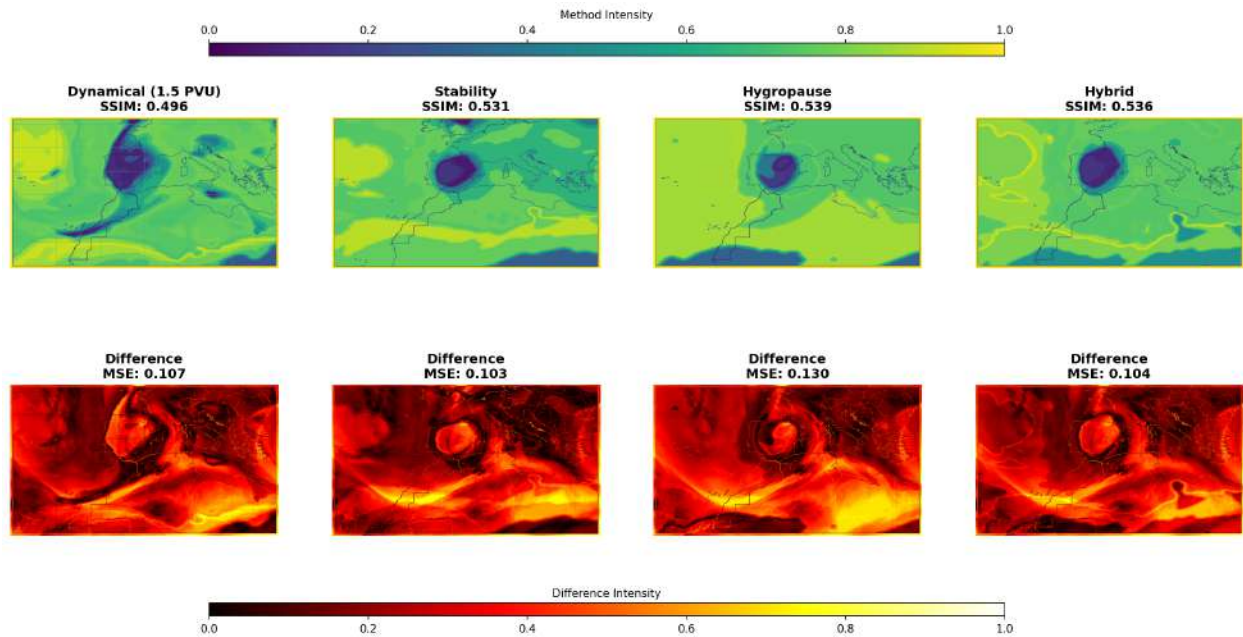 Method Intensity
0.0 0.2 0.4 0.6 0.8 1.0
Dynamical (1.5 PVU)
SSIM: 0.496
Stability
SSIM: 0.531
Hygropause
SSIM: 0.539
Hybrid
SSIM: 0.536
Difference
MSE: 0.107
Difference
MSE: 0.103
Difference
MSE: 0.130
Difference
MSE: 0.104
Difference Intensity
0.0 0.2 0.4 0.6 0.8 1.0